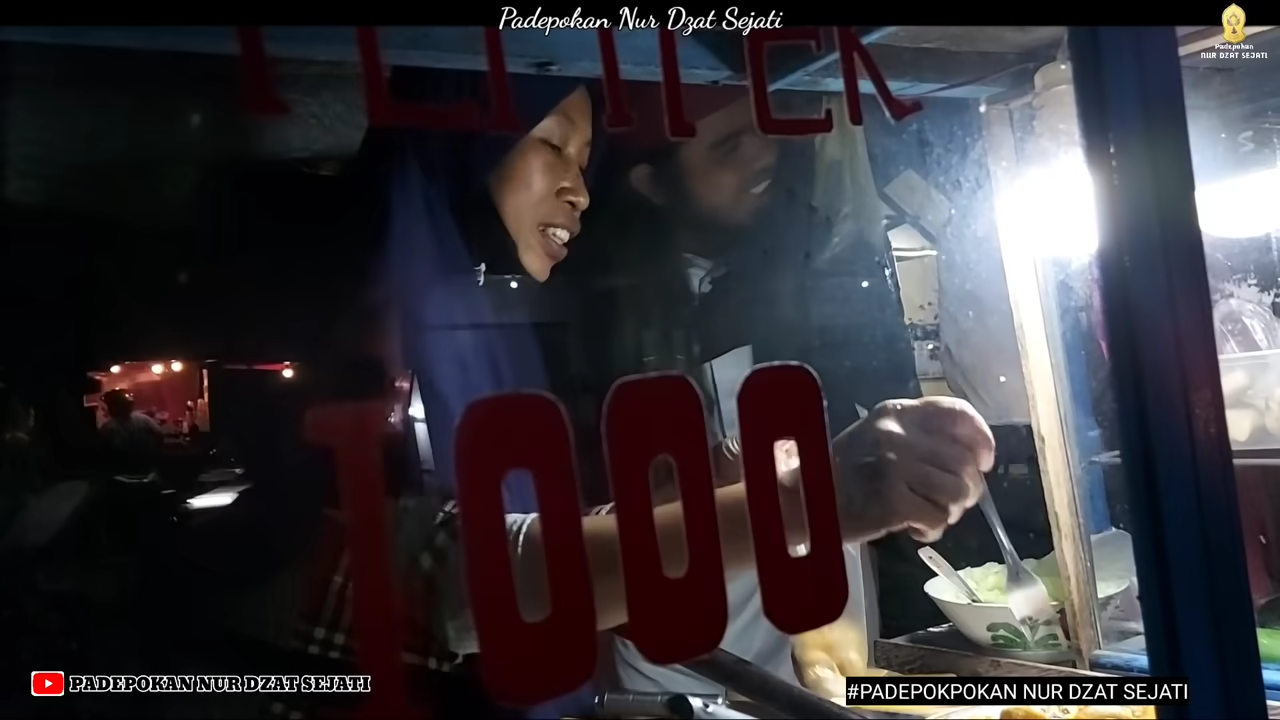 Padepokan Nur Dzat Sejati
Padepokan
NUR DZAT SEJATI
1000
PADEPOKAN NUR DZAT SEJATI
#PADEPOKPOKAN NUR DZAT SEJATI